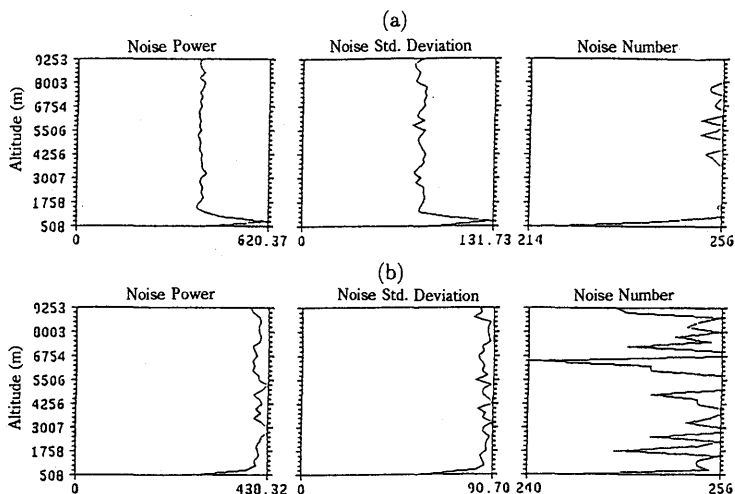 (a)
Noise Power Noise Std. Deviation Noise Number
Altitude (m)
9253
8003
6754
5506
4256
3007
1758
508
0 620.37 0 131.73 214 256
(b)
Noise Power Noise Std. Deviation Noise Number
Altitude (m)
9253
8003
6754
5506
4256
3007
1758
508
0 438.32 0 90.70 240 256